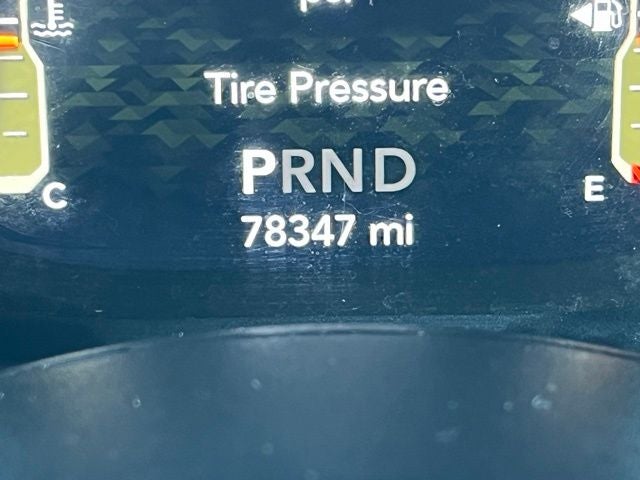 Tire Pressure
PRND
78347 mi
C
E